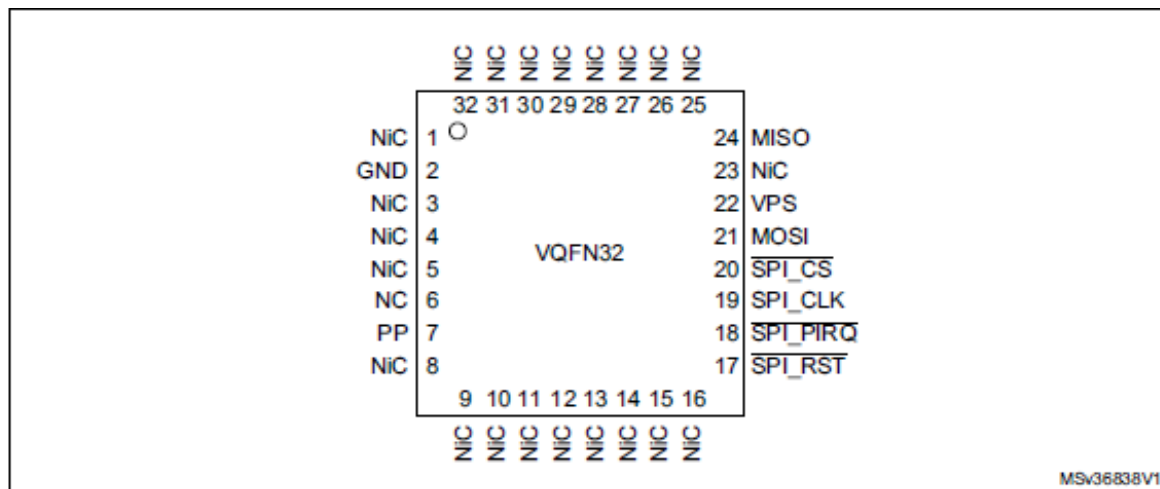 NiC NiC NiC NiC NiC NiC NiC NiC
32 31 30 29 28 27 26 25
NiC 1 24 MISO
GND 2 23 NiC
NiC 3 22 VPS
NiC 4 21 MOSI
VQFN32
NiC 5 20 SPI_CS
NC 6 19 SPI_CLK
PP 7 18 SPI_PIRQ
NiC 8 17 SPI_RST
9 10 11 12 13 14 15 16
NiC NiC NiC NiC NiC NiC NiC NiC
MSv36838V1